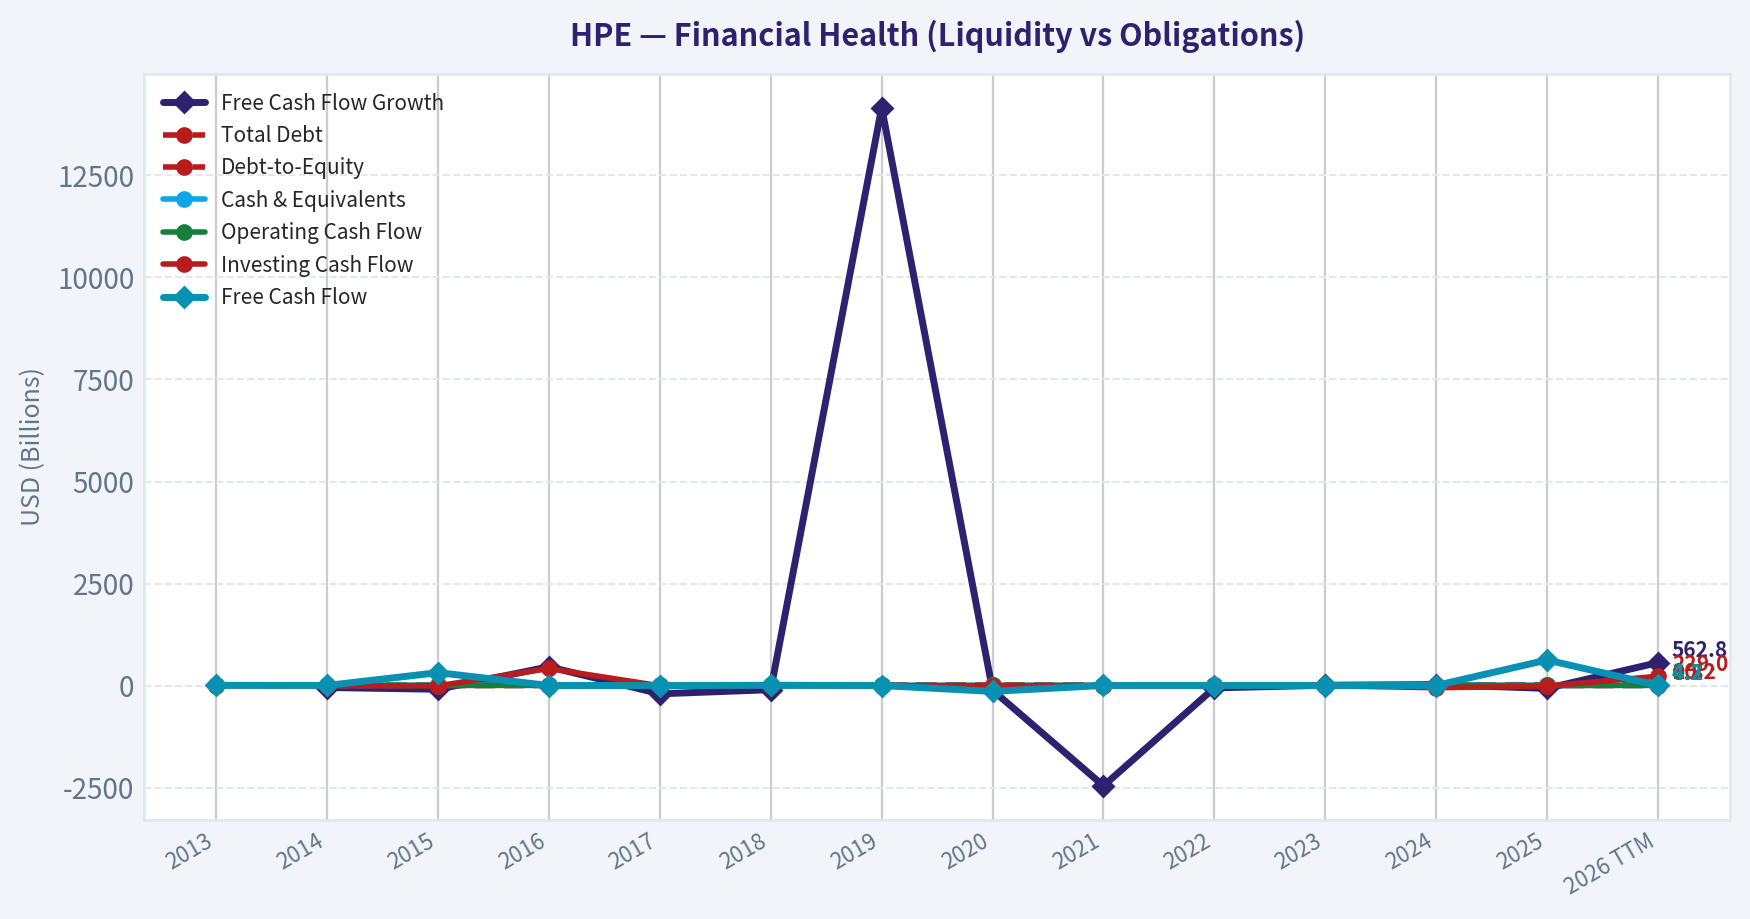 HPE — Financial Health (Liquidity vs Obligations)
Free Cash Flow Growth
Total Debt
Debt-to-Equity
Cash & Equivalents
Operating Cash Flow
Investing Cash Flow
Free Cash Flow
USD (Billions)
12500
10000
7500
5000
2500
0
-2500
562.8
229.0
2013
2014
2015
2016
2017
2018
2019
2020
2021
2022
2023
2024
2025
2026 TTM